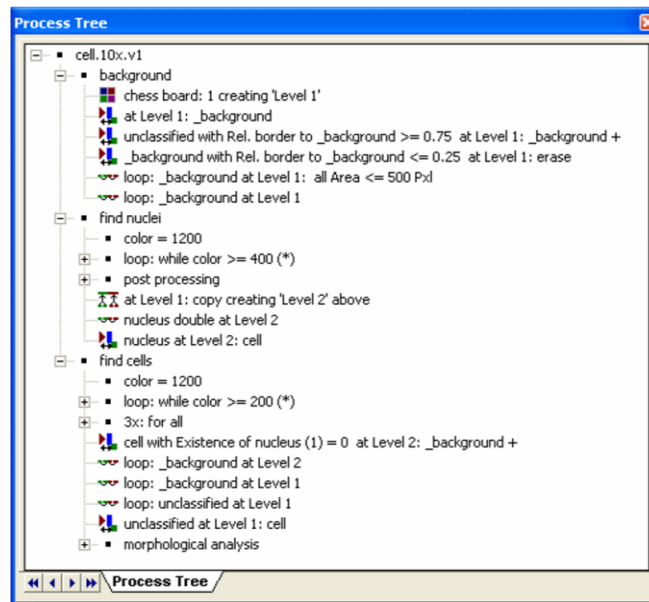 Process Tree
cell.10x.v1
background
chess board: 1 creating 'Level 1'
at Level 1: _background
unclassified with Rel. border to _background >= 0.75 at Level 1: _background +
_background with Rel. border to _background <= 0.25 at Level 1: erase
loop: _background at Level 1: all Area <= 500 Pxl
loop: _background at Level 1
find nuclei
color = 1200
loop: while color >= 400 (*)
post processing
at Level 1: copy creating 'Level 2' above
nucleus double at Level 2
nucleus at Level 2: cell
find cells
color = 1200
loop: while color >= 200 (*)
3x: for all
cell with Existence of nucleus (1) = 0 at Level 2: _background +
loop: _background at Level 2
loop: _background at Level 1
loop: unclassified at Level 1
unclassified at Level 1: cell
morphological analysis
Process Tree